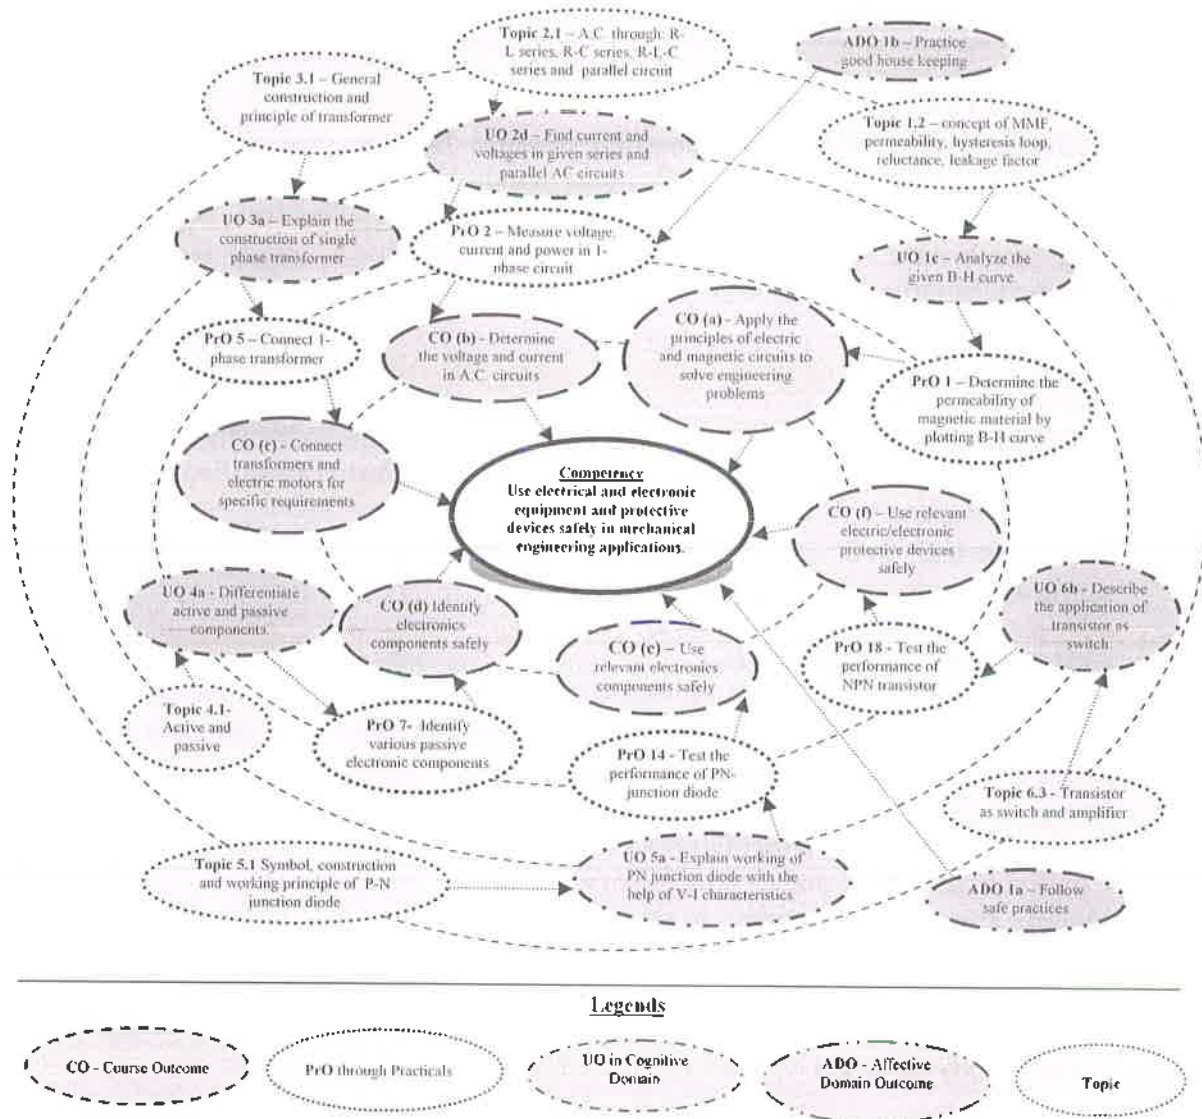 Topic 2.1 – A.C. through: R-
L series, R-C series, R-L-C
series and parallel circuit
ADO 1b – Practice
good house keeping
Topic 3.1 – General
construction and
principle of transformer
Topic 1.2 – concept of MMF,
permeability, hysteresis loop,
reluctance, leakage factor
UO 2d – Find current and
voltages in given series and
parallel AC circuits
UO 3a – Explain the
construction of single
phase transformer
PrO 2 – Measure voltage,
current and power in 1-
phase circuit
UO 1c – Analyze the
given B-H curve.
PrO 5 – Connect 1-
phase transformer
CO (b) - Determine
the voltage and current
in A.C. circuits
CO (a) - Apply the
principles of electric
and magnetic circuits to
solve engineering
problems
PrO 1 – Determine the
permeability of
magnetic material by
plotting B-H curve
CO (c) - Connect
transformers and
electric motors for
specific requirements
Competency
Use electrical and electronic
equipment and protective
devices safely in mechanical
engineering applications.
CO (f) – Use relevant
electric/electronic
protective devices
safely
UO 4a - Differentiate
active and passive
components.
CO (d) Identify
electronics
components safely
CO (e) – Use
relevant electronics
components safely
PrO 18 - Test the
performance of
NPN transistor
UO 6b - Describe
the application of
transistor as
switch.
Topic 4.1-
Active and
passive
PrO 7- Identify
various passive
electronic components
PrO 14 - Test the
performance of PN-
junction diode
Topic 6.3 - Transistor
as switch and amplifier
Topic 5.1 Symbol, construction
and working principle of P-N
junction diode
UO 5a - Explain working of
PN junction diode with the
help of V-I characteristics
ADO 1a – Follow
safe practices
Legends
CO - Course Outcome
PrO through Practicals
UO in Cognitive
Domain
ADO - Affective
Domain Outcome
Topic